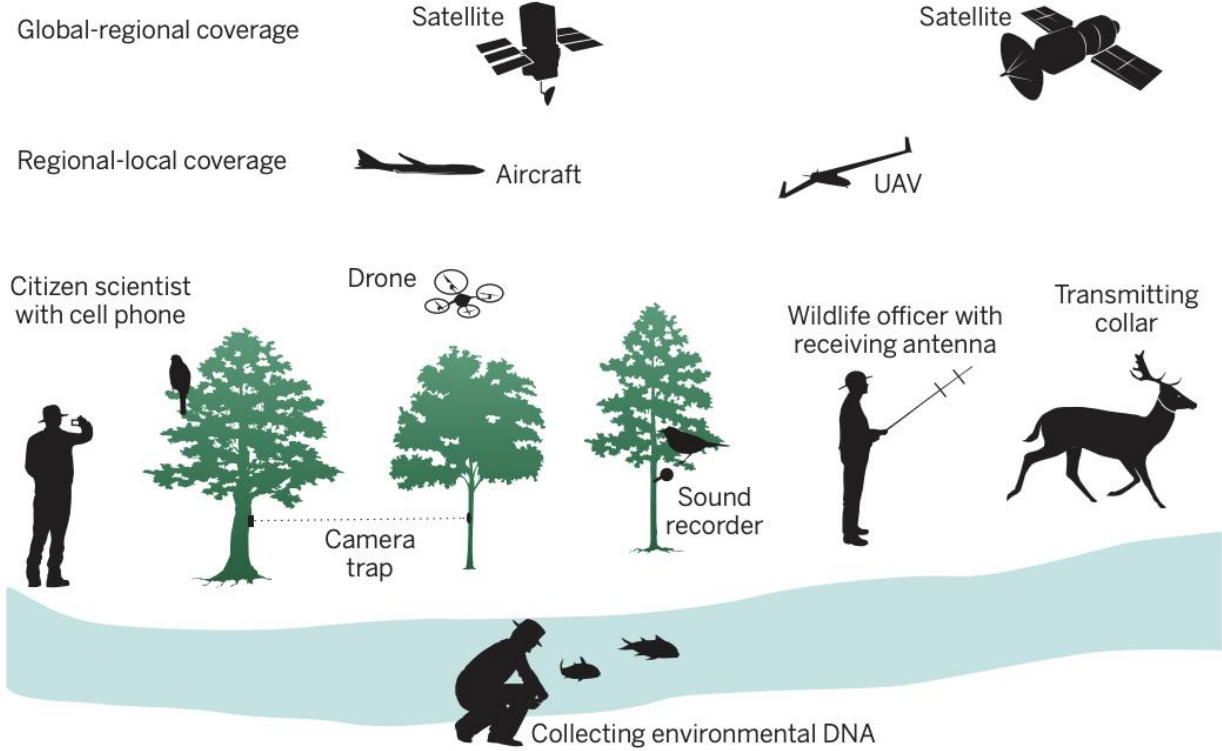 Global-regional coverage
Satellite
Satellite
Regional-local coverage
Aircraft
UAV
Citizen scientist
with cell phone
Drone
Wildlife officer with
receiving antenna
Transmitting
collar
Camera
trap
Sound
recorder
Collecting environmental DNA